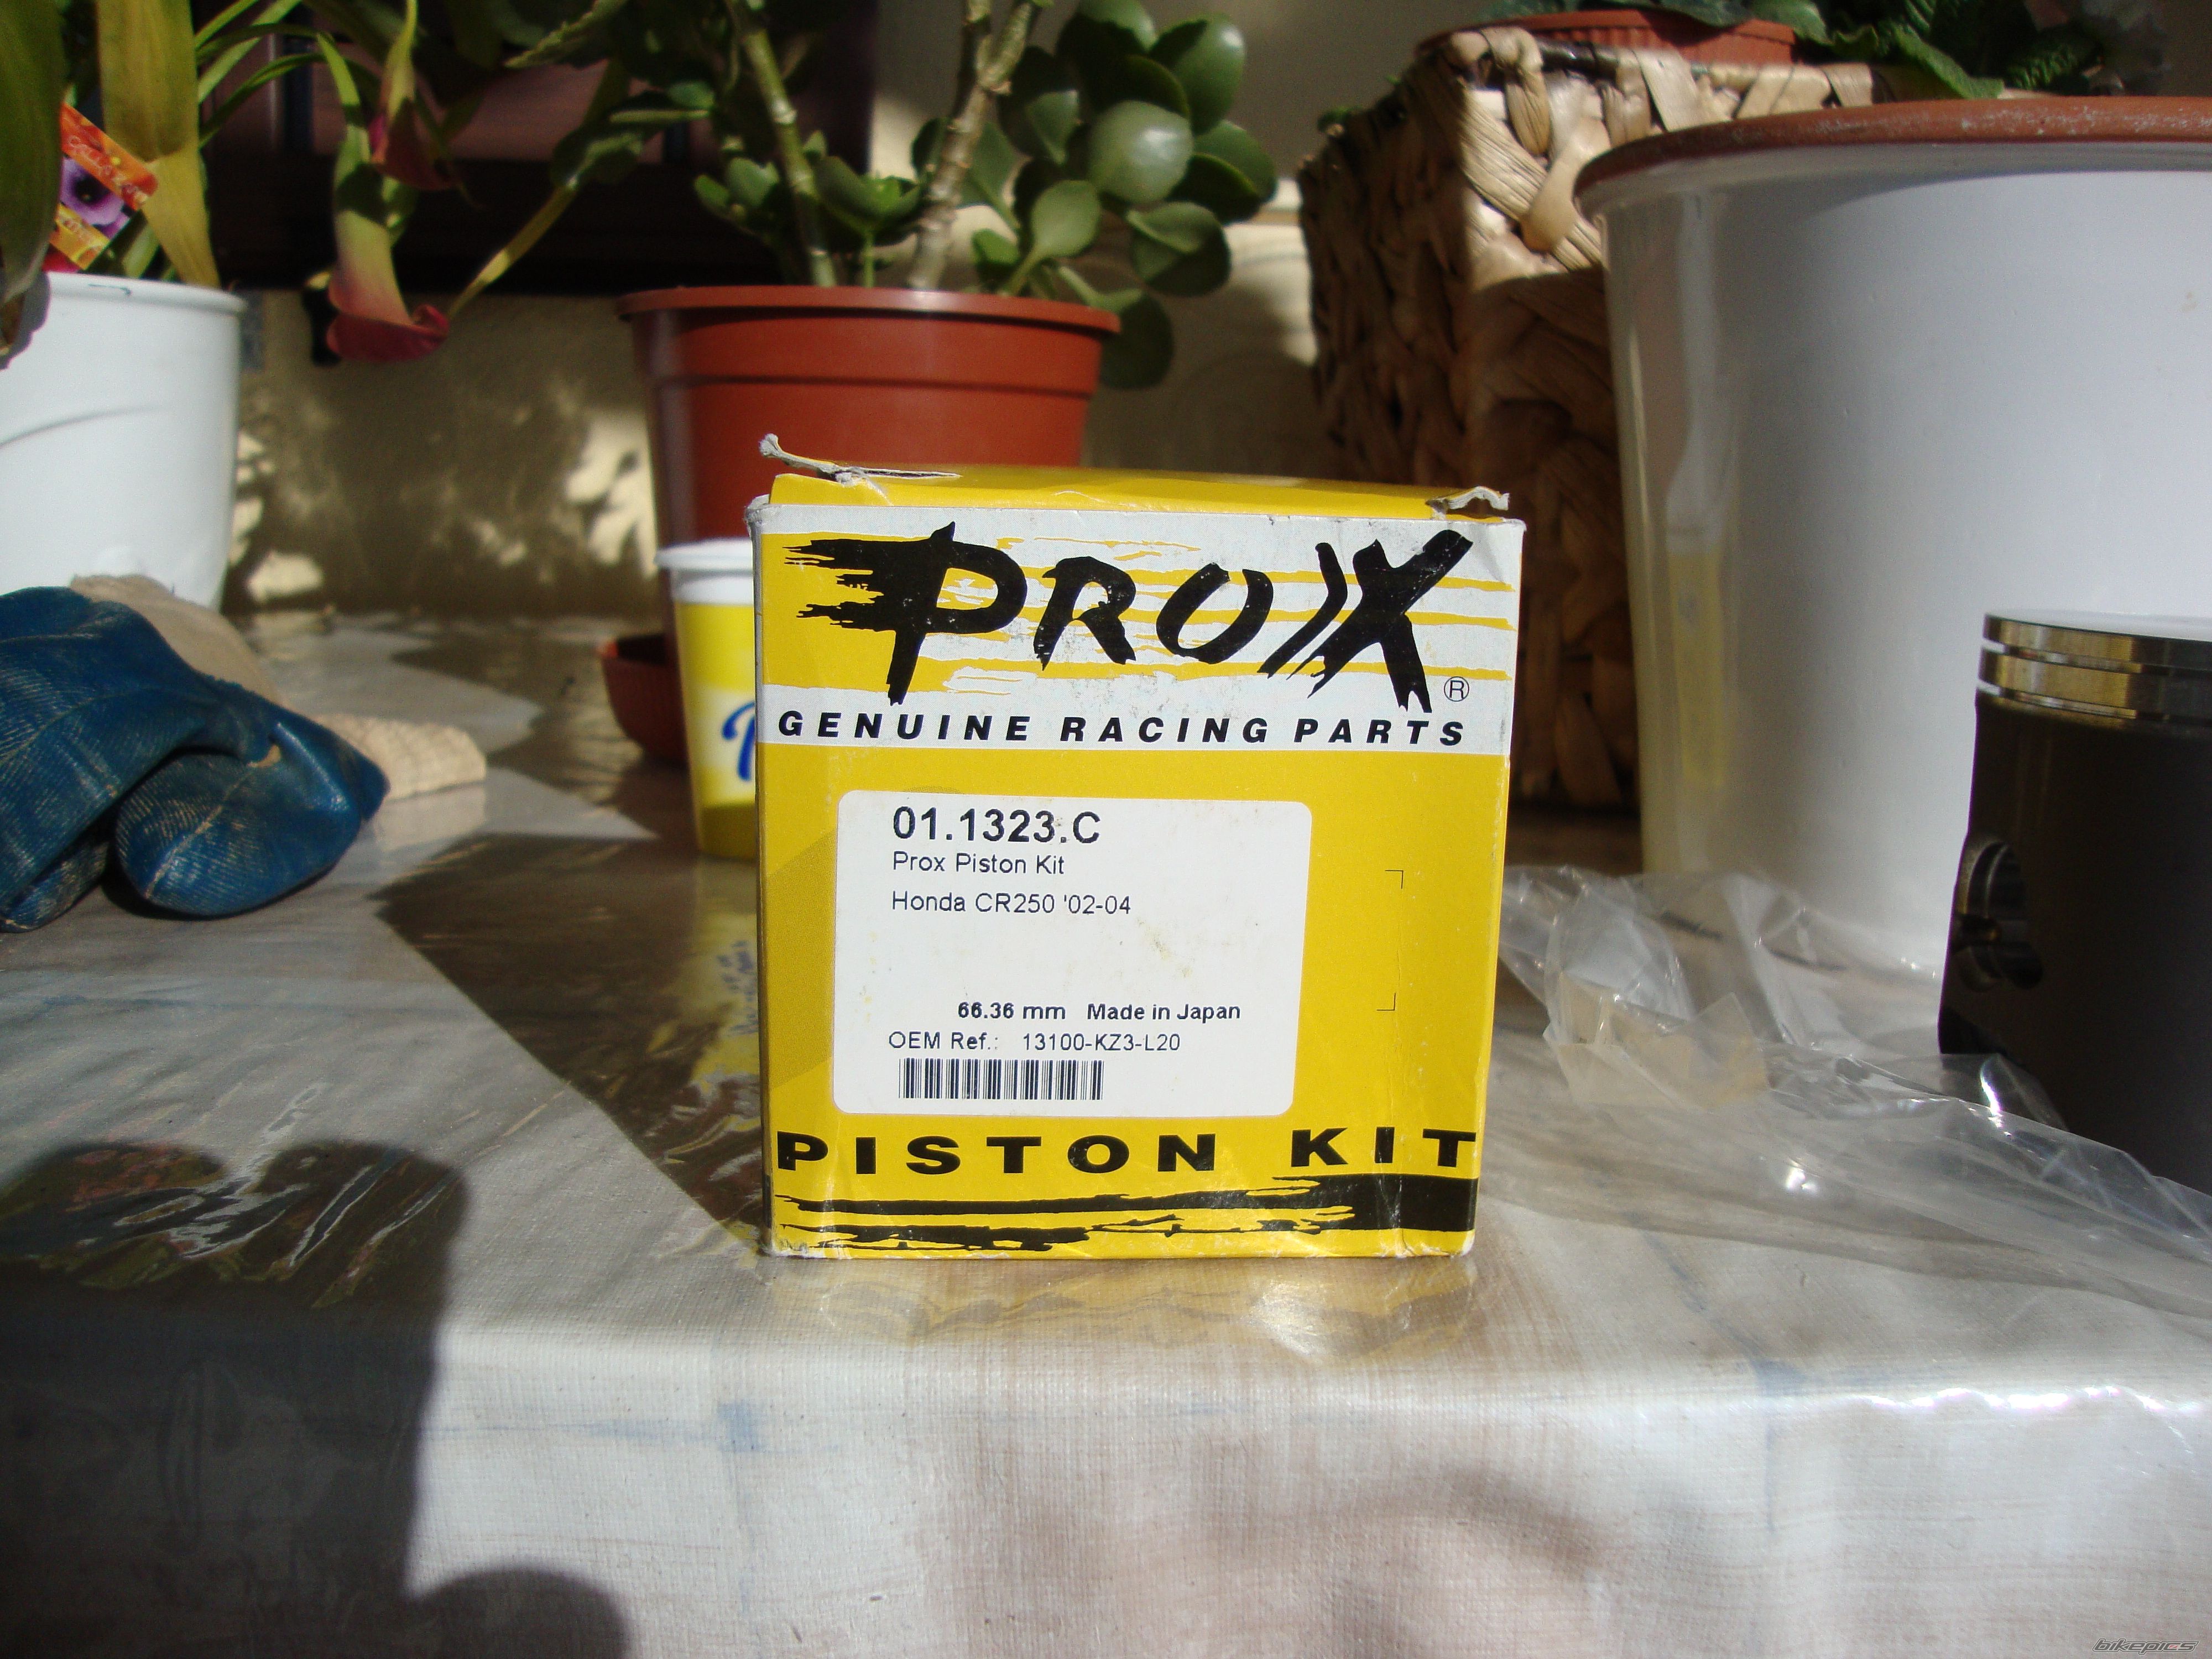 PROX®
GENUINE RACING PARTS
01.1323.C
Prox Piston Kit
Honda CR250 '02-04
66.36 mm Made in Japan
OEM Ref.: 13100-KZ3-L20
PISTON KIT
bikepics